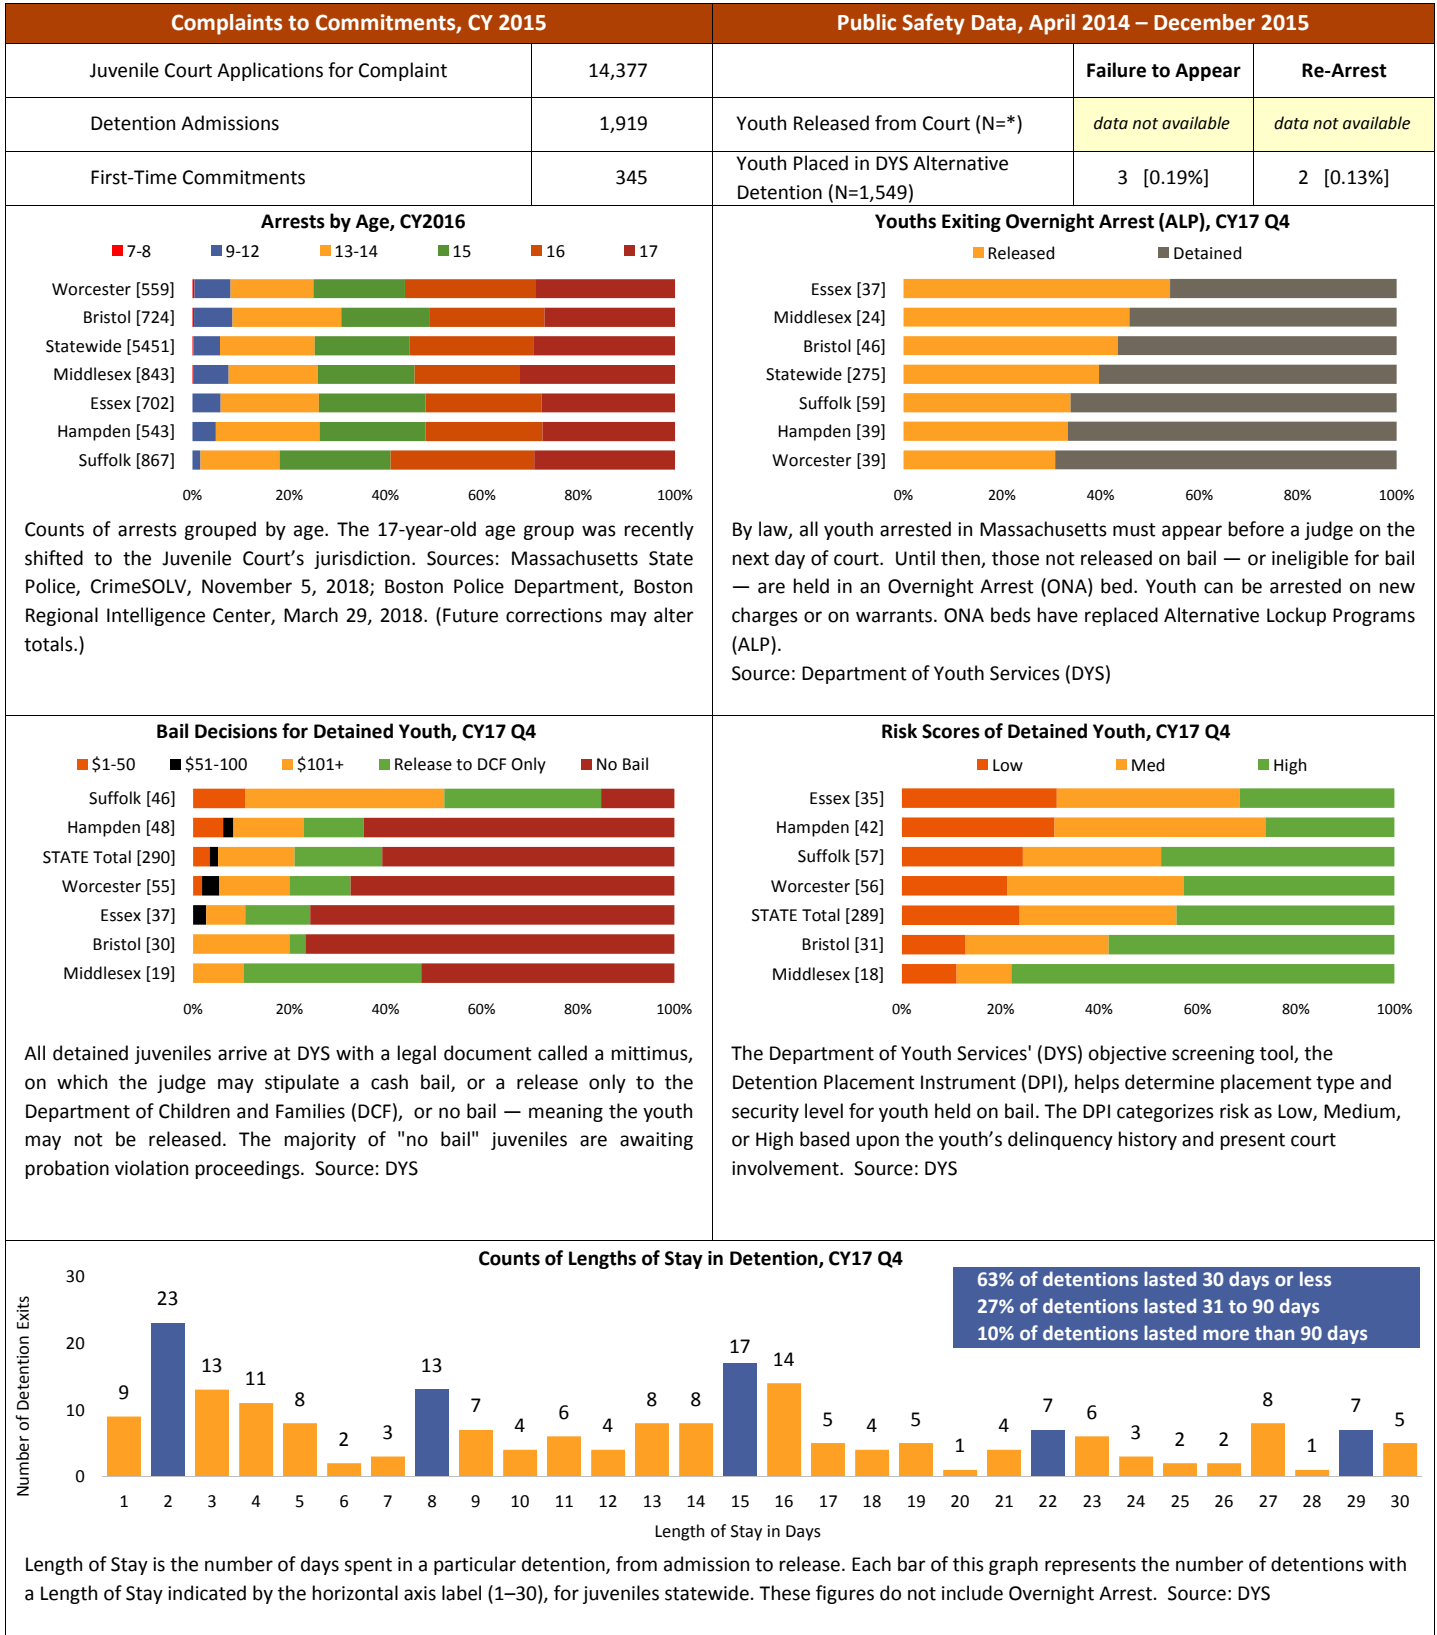 Complaints to Commitments, CY 2015
Juvenile Court Applications for Complaint 14,377
Detention Admissions 1,919
First-Time Commitments 345
Public Safety Data, April 2014 – December 2015
Failure to Appear Re-Arrest
Youth Released from Court (N=*) data not available data not available
Youth Placed in DYS Alternative
Detention (N=1,549) 3 [0.19%] 2 [0.13%]
Arrests by Age, CY2016
7-8 9-12 13-14 15 16 17
Worcester [559]
Bristol [724]
Statewide [5451]
Middlesex [843]
Essex [702]
Hampden [543]
Suffolk [867]
0% 20% 40% 60% 80% 100%
Counts of arrests grouped by age. The 17-year-old age group was recently
shifted to the Juvenile Court’s jurisdiction. Sources: Massachusetts State
Police, CrimeSOLV, November 5, 2018; Boston Police Department, Boston
Regional Intelligence Center, March 29, 2018. (Future corrections may alter
totals.)
Youths Exiting Overnight Arrest (ALP), CY17 Q4
Released Detained
Essex [37]
Middlesex [24]
Bristol [46]
Statewide [275]
Suffolk [59]
Hampden [39]
Worcester [39]
0% 20% 40% 60% 80% 100%
By law, all youth arrested in Massachusetts must appear before a judge on the
next day of court. Until then, those not released on bail — or ineligible for bail
— are held in an Overnight Arrest (ONA) bed. Youth can be arrested on new
charges or on warrants. ONA beds have replaced Alternative Lockup Programs
(ALP).
Source: Department of Youth Services (DYS)
Bail Decisions for Detained Youth, CY17 Q4
$1-50 $51-100 $101+ Release to DCF Only No Bail
Suffolk [46]
Hampden [48]
STATE Total [290]
Worcester [55]
Essex [37]
Bristol [30]
Middlesex [19]
0% 20% 40% 60% 80% 100%
All detained juveniles arrive at DYS with a legal document called a mittimus,
on which the judge may stipulate a cash bail, or a release only to the
Department of Children and Families (DCF), or no bail — meaning the youth
may not be released. The majority of "no bail" juveniles are awaiting
probation violation proceedings. Source: DYS
Risk Scores of Detained Youth, CY17 Q4
Low Med High
Essex [35]
Hampden [42]
Suffolk [57]
Worcester [56]
STATE Total [289]
Bristol [31]
Middlesex [18]
0% 20% 40% 60% 80% 100%
The Department of Youth Services' (DYS) objective screening tool, the
Detention Placement Instrument (DPI), helps determine placement type and
security level for youth held on bail. The DPI categorizes risk as Low, Medium,
or High based upon the youth’s delinquency history and present court
involvement. Source: DYS
Counts of Lengths of Stay in Detention, CY17 Q4
63% of detentions lasted 30 days or less
27% of detentions lasted 31 to 90 days
10% of detentions lasted more than 90 days
Number of Detention Exits
30
20
10
0
9 23 13 11 8 2 3 13 7 4 6 4 8 8 17 14 5 4 5 1 4 7 6 3 2 2 8 1 7 5
1 2 3 4 5 6 7 8 9 10 11 12 13 14 15 16 17 18 19 20 21 22 23 24 25 26 27 28 29 30
Length of Stay in Days
Length of Stay is the number of days spent in a particular detention, from admission to release. Each bar of this graph represents the number of detentions with
a Length of Stay indicated by the horizontal axis label (1–30), for juveniles statewide. These figures do not include Overnight Arrest. Source: DYS